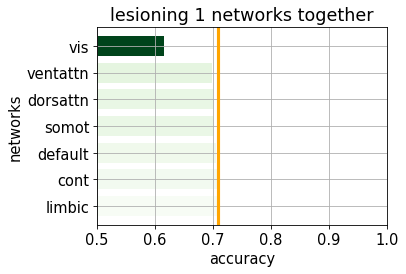 lesioning 1 networks together
networks
vis
ventattn
dorsattn
somot
default
cont
limbic
0.5 0.6 0.7 0.8 0.9 1.0
accuracy